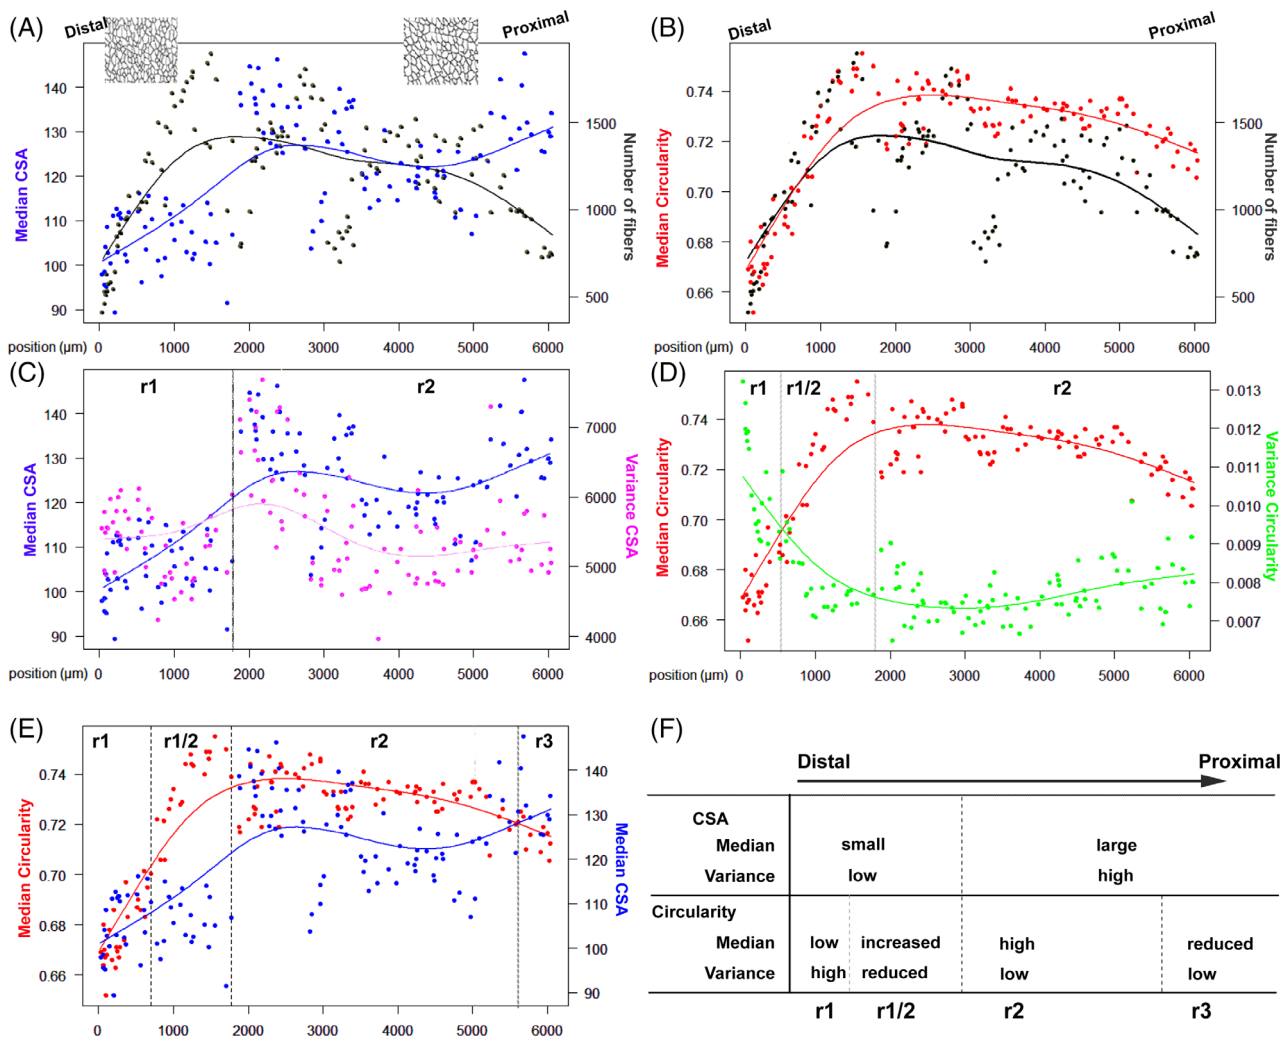 (A)
Distal
Proximal
140
130
120
110
100
90
Median CSA
1500
1000
500
Number of fibers
position (μm) 0 1000 2000 3000 4000 5000 6000
(B)
Distal
Proximal
0.74
0.72
0.70
0.68
0.66
Median Circularity
1500
1000
500
Number of fibers
position (μm) 0 1000 2000 3000 4000 5000 6000
(C)
r1 r2
140
130
120
110
100
90
Median CSA
7000
6000
5000
4000
Variance CSA
position (μm) 0 1000 2000 3000 4000 5000 6000
(D)
r1 r1/2 r2
0.74
0.72
0.70
0.68
0.66
Median Circularity
0.013
0.012
0.011
0.010
0.009
0.008
0.007
Variance Circularity
position (μm) 0 1000 2000 3000 4000 5000 6000
(E)
r1 r1/2 r2 r3
0.74
0.72
0.70
0.68
0.66
Median Circularity
140
130
120
110
100
90
Median CSA
0 1000 2000 3000 4000 5000 6000
(F)
Distal Proximal
CSA
Median small large
Variance low high
Circularity
Median low increased high reduced
Variance high reduced low low
r1 r1/2 r2 r3